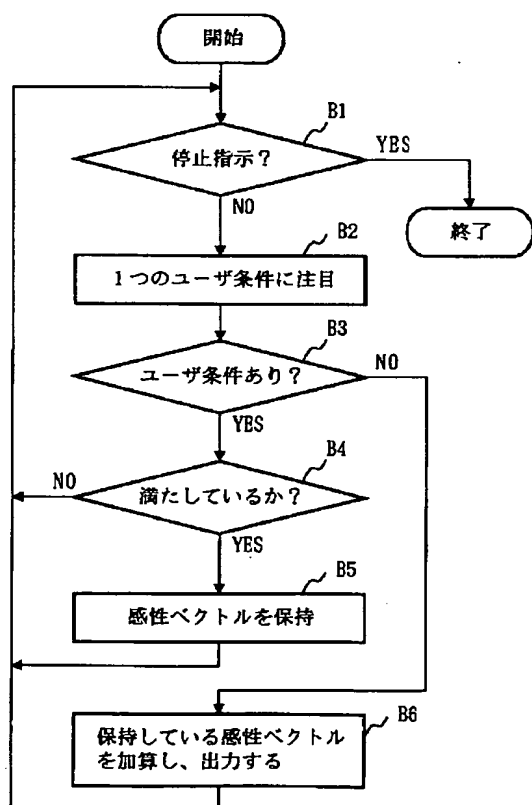 開始
B1
停止指示？
YES
NO
終了
B2
１つのユーザ条件に注目
B3
ユーザ条件あり？
NO
YES
B4
NO
満たしているか？
YES
B5
感性ベクトルを保持
B6
保持している感性ベクトル
を加算し、出力する